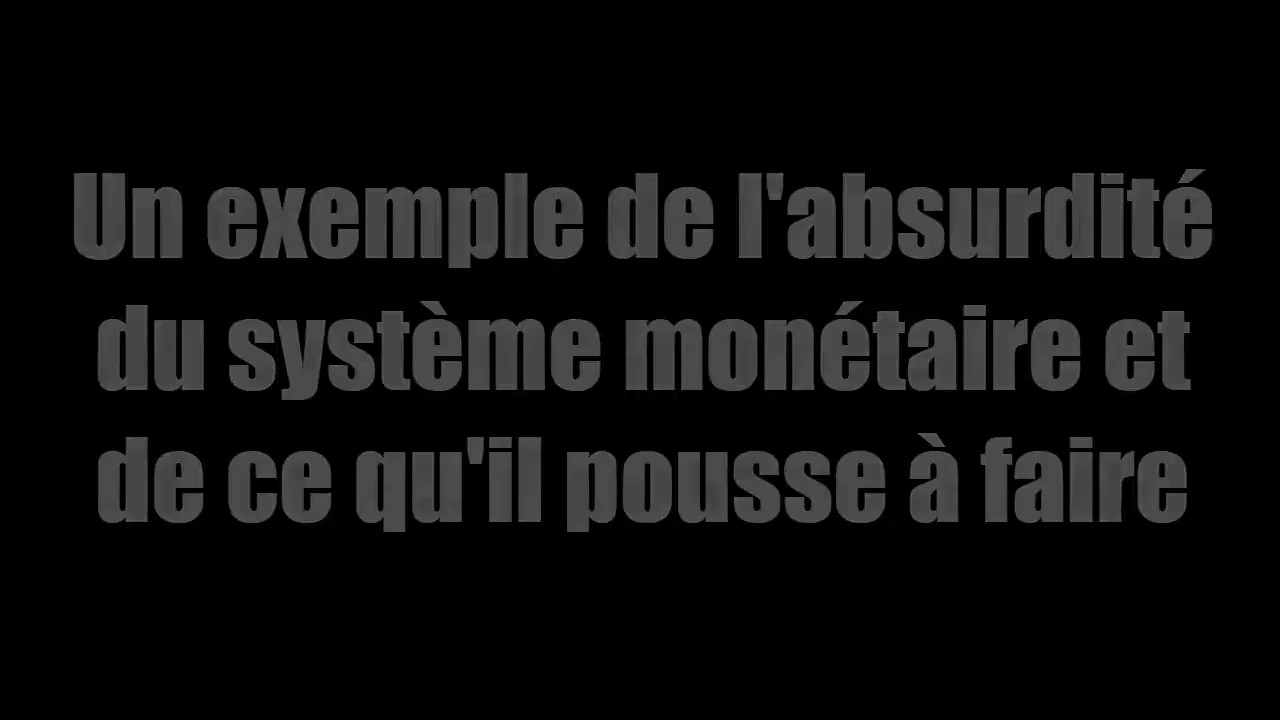 Un exemple de l'absurdité
du système monétaire et
de ce qu'il pousse à faire